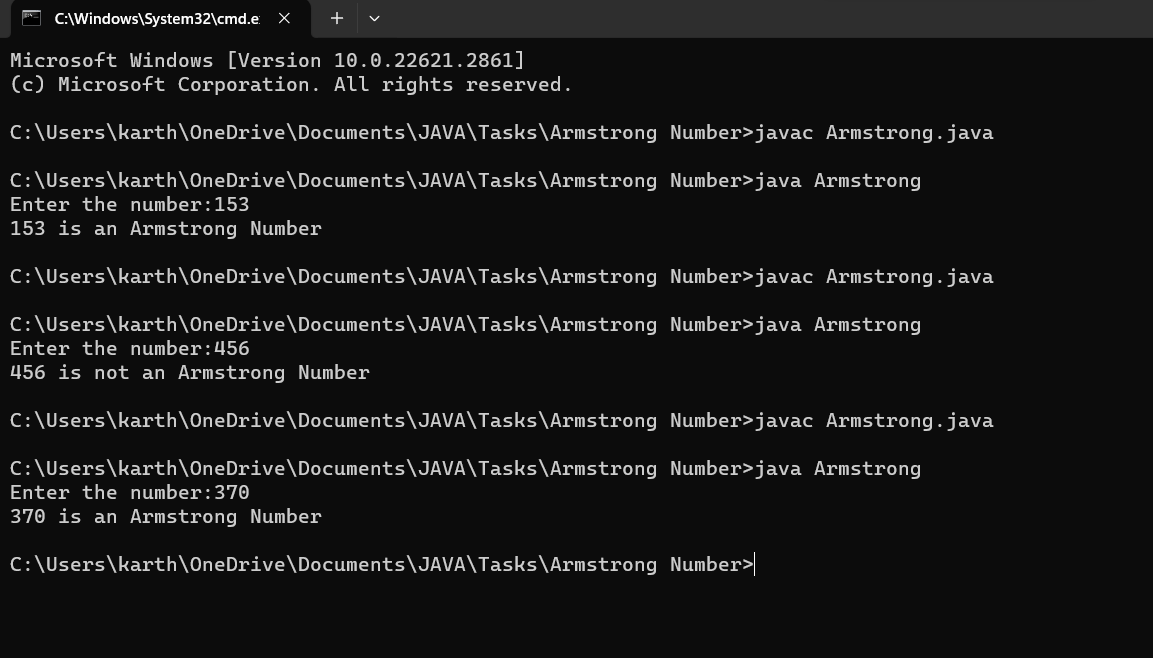 C:\Windows\System32\cmd.e
Microsoft Windows [Version 10.0.22621.2861]
(c) Microsoft Corporation. All rights reserved.
C:\Users\karth\OneDrive\Documents\JAVA\Tasks\Armstrong Number>javac Armstrong.java
C:\Users\karth\OneDrive\Documents\JAVA\Tasks\Armstrong Number>java Armstrong
Enter the number:153
153 is an Armstrong Number
C:\Users\karth\OneDrive\Documents\JAVA\Tasks\Armstrong Number>javac Armstrong.java
C:\Users\karth\OneDrive\Documents\JAVA\Tasks\Armstrong Number>java Armstrong
Enter the number:456
456 is not an Armstrong Number
C:\Users\karth\OneDrive\Documents\JAVA\Tasks\Armstrong Number>javac Armstrong.java
C:\Users\karth\OneDrive\Documents\JAVA\Tasks\Armstrong Number>java Armstrong
Enter the number:370
370 is an Armstrong Number
C:\Users\karth\OneDrive\Documents\JAVA\Tasks\Armstrong Number>